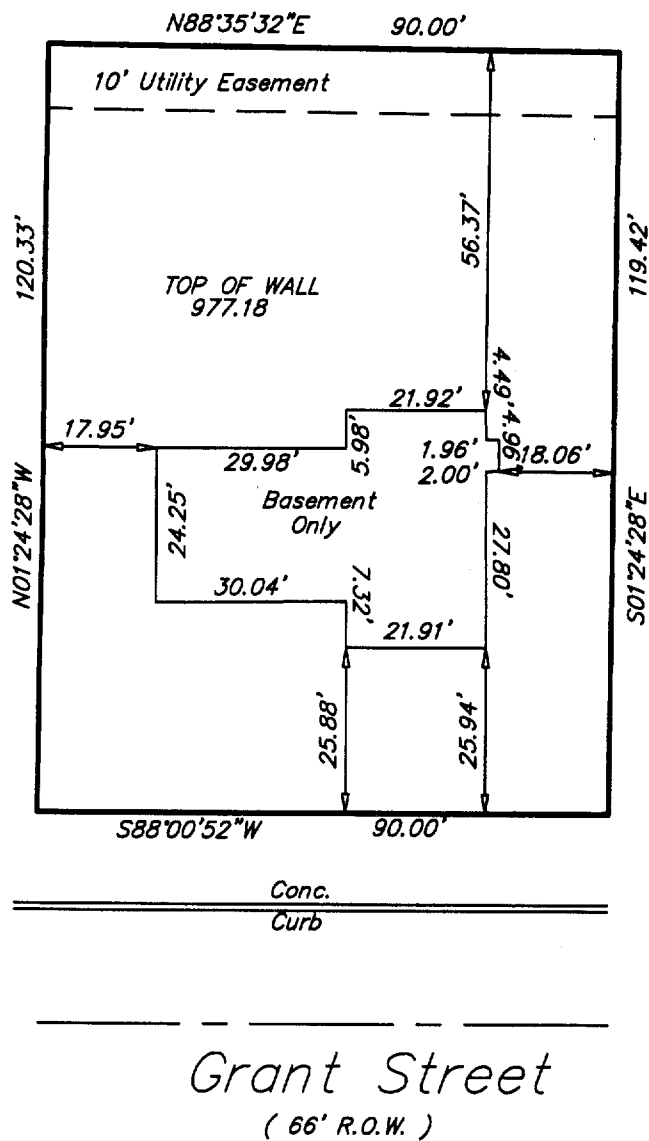 N88°35'32"E 90.00'
10' Utility Easement
120.33'
56.37'
119.42'
TOP OF WALL
977.18
4.49'
4.96
21.92'
17.95'
5.98'
1.96'
18.06'
29.98'
2.00'
Basement
Only
24.25'
27.80'
N01°24'28"W
S01°24'28"E
30.04'
7.32'
21.91'
25.88'
25.94'
S88°00'52"W 90.00'
Conc.
Curb
Grant Street
( 66' R.O.W. )